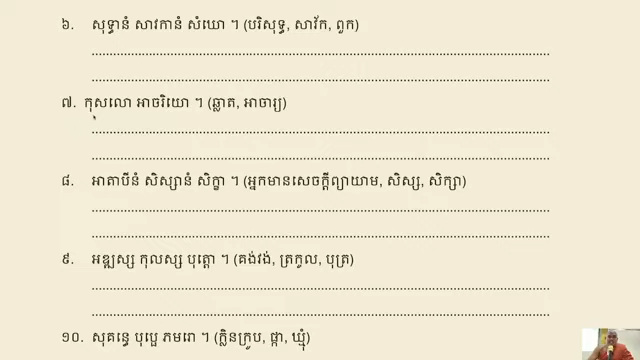 ៦. សុទ្ធានំ សាវកានំ សំឃោ ។ (បរិសុទ្ធ, សាវ័ក, ពួក)
៧. កុសលោ អាចរិយោ ។ (ឆ្លាត, អាចារ្យ)
៨. អាតាបីនំ សិស្សានំ សិក្ខា ។ (អ្នកមានសេចក្ដីព្យាយាម, សិស្ស, សិក្សា)
៩. អឌ្ឍស្ស កុលស្ស បុត្តោ ។ (គង់វង់, ត្រកូល, បុត្រ)
១០. សុគន្ធេ បុប្ផេ ភមរោ ។ (ក្លិនក្រូប, ផ្កា, ឃ្មុំ)